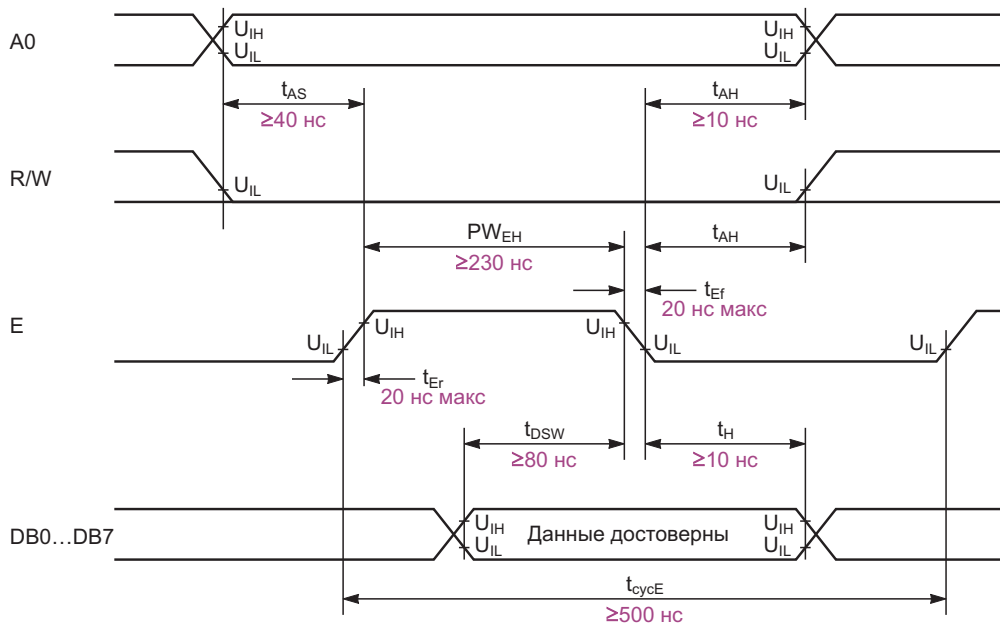 A0
U_IH
U_IL
U_IH
U_IL
t_AS
≥40 нс
t_AH
≥10 нс
R/W
U_IL
U_IL
PW_EH
≥230 нс
t_AH
t_Ef
20 нс макс
E
U_IL
U_IH
U_IH
U_IL
U_IL
t_Er
20 нс макс
t_DSW
≥80 нс
t_H
≥10 нс
DB0…DB7
U_IH
U_IL
Данные достоверны
U_IH
U_IL
t_cycE
≥500 нс